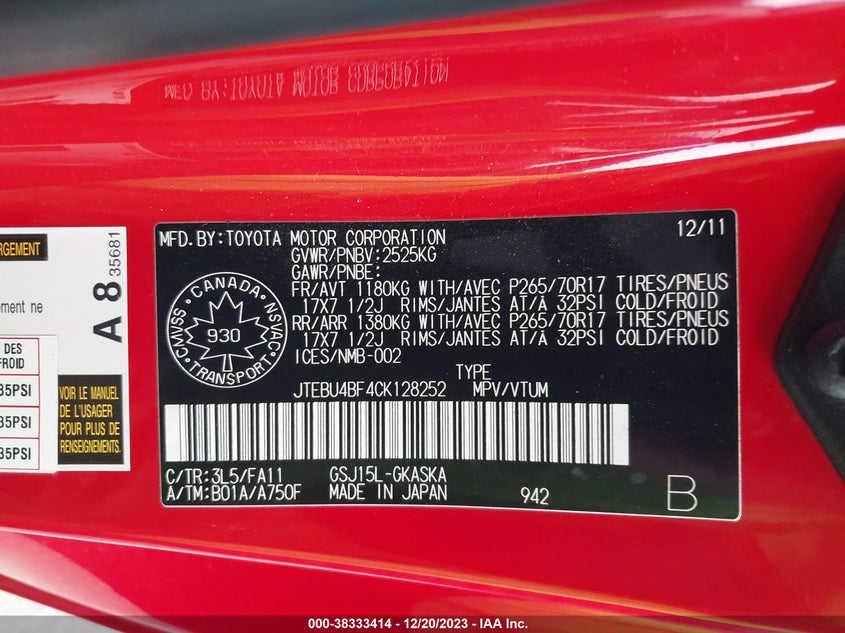 MFD.BY:TOYOTA MOTOR CORPORATION 12/11
GVWR/PNBV:2525KG
GAWR/PNBE:
FR/AVT 1180KG WITH/AVEC P265/70R17 TIRES/PNEUS
17X7 1/2J RIMS/JANTES AT/À 32PSI COLD/FROID
RR/ARR 1380KG WITH/AVEC P265/70R17 TIRES/PNEUS
17X7 1/2J RIMS/JANTES AT/À 32PSI COLD/FROID
ICES/NMB-002
CANADA
CMVSS NSVAC
930
TRANSPORT
TYPE
JTEBU4BF4CK128252 MPV/VTUM
C/TR:3L5/FA11 GSJ15L-GKASKA
A/TM:B01A/A750F MADE IN JAPAN 942 B
RGEMENT
ement ne
A 8 35681
DES
FROID
35PSI
35PSI
35PSI
VOIR LE MANUEL
DE L'USAGER
POUR PLUS DE
RENSEIGNEMENTS.
000-38333414 - 12/20/2023 - IAA Inc.